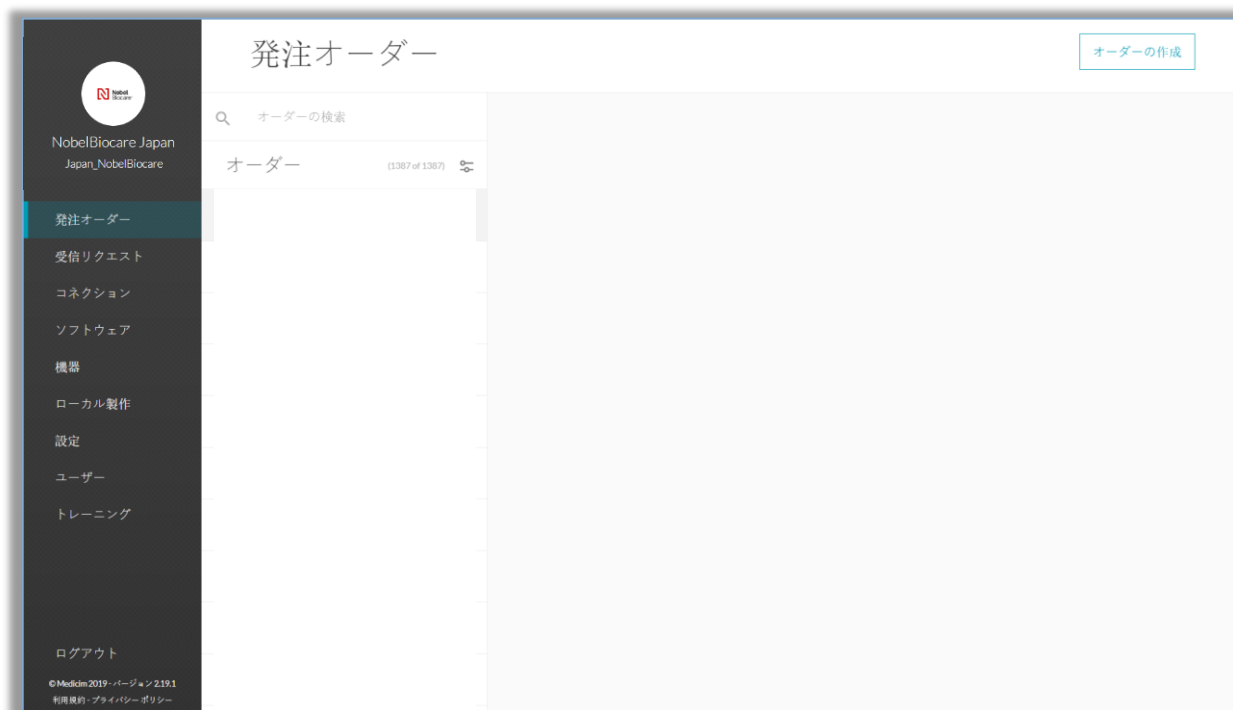 Nobel
Biocare
NobelBiocare Japan
Japan_NobelBiocare
発注オーダー
受信リクエスト
コネクション
ソフトウェア
機器
ローカル製作
設定
ユーザー
トレーニング
ログアウト
© Medicim 2019 - バージョン 2.19.1
利用規約 - プライバシー ポリシー
発注オーダー
オーダーの作成
オーダーの検索
オーダー (1387 of 1387)